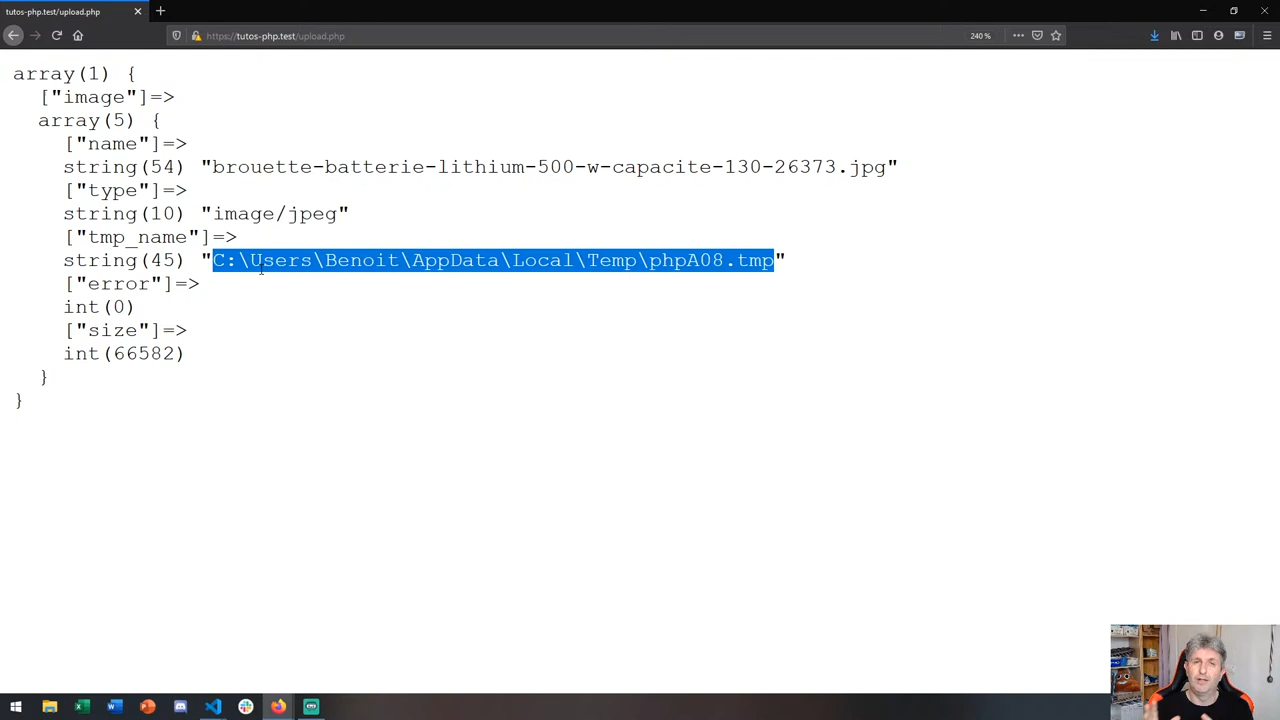 tutos-php.test/upload.php
https://tutos-php.test/upload.php
240 %
array(1) {
["image"]=>
array(5) {
["name"]=>
string(54) "brouette-batterie-lithium-500-w-capacite-130-26373.jpg"
["type"]=>
string(10) "image/jpeg"
["tmp_name"]=>
string(45) "C:\Users\Benoit\AppData\Local\Temp\phpA08.tmp"
["error"]=>
int(0)
["size"]=>
int(66582)
}
}